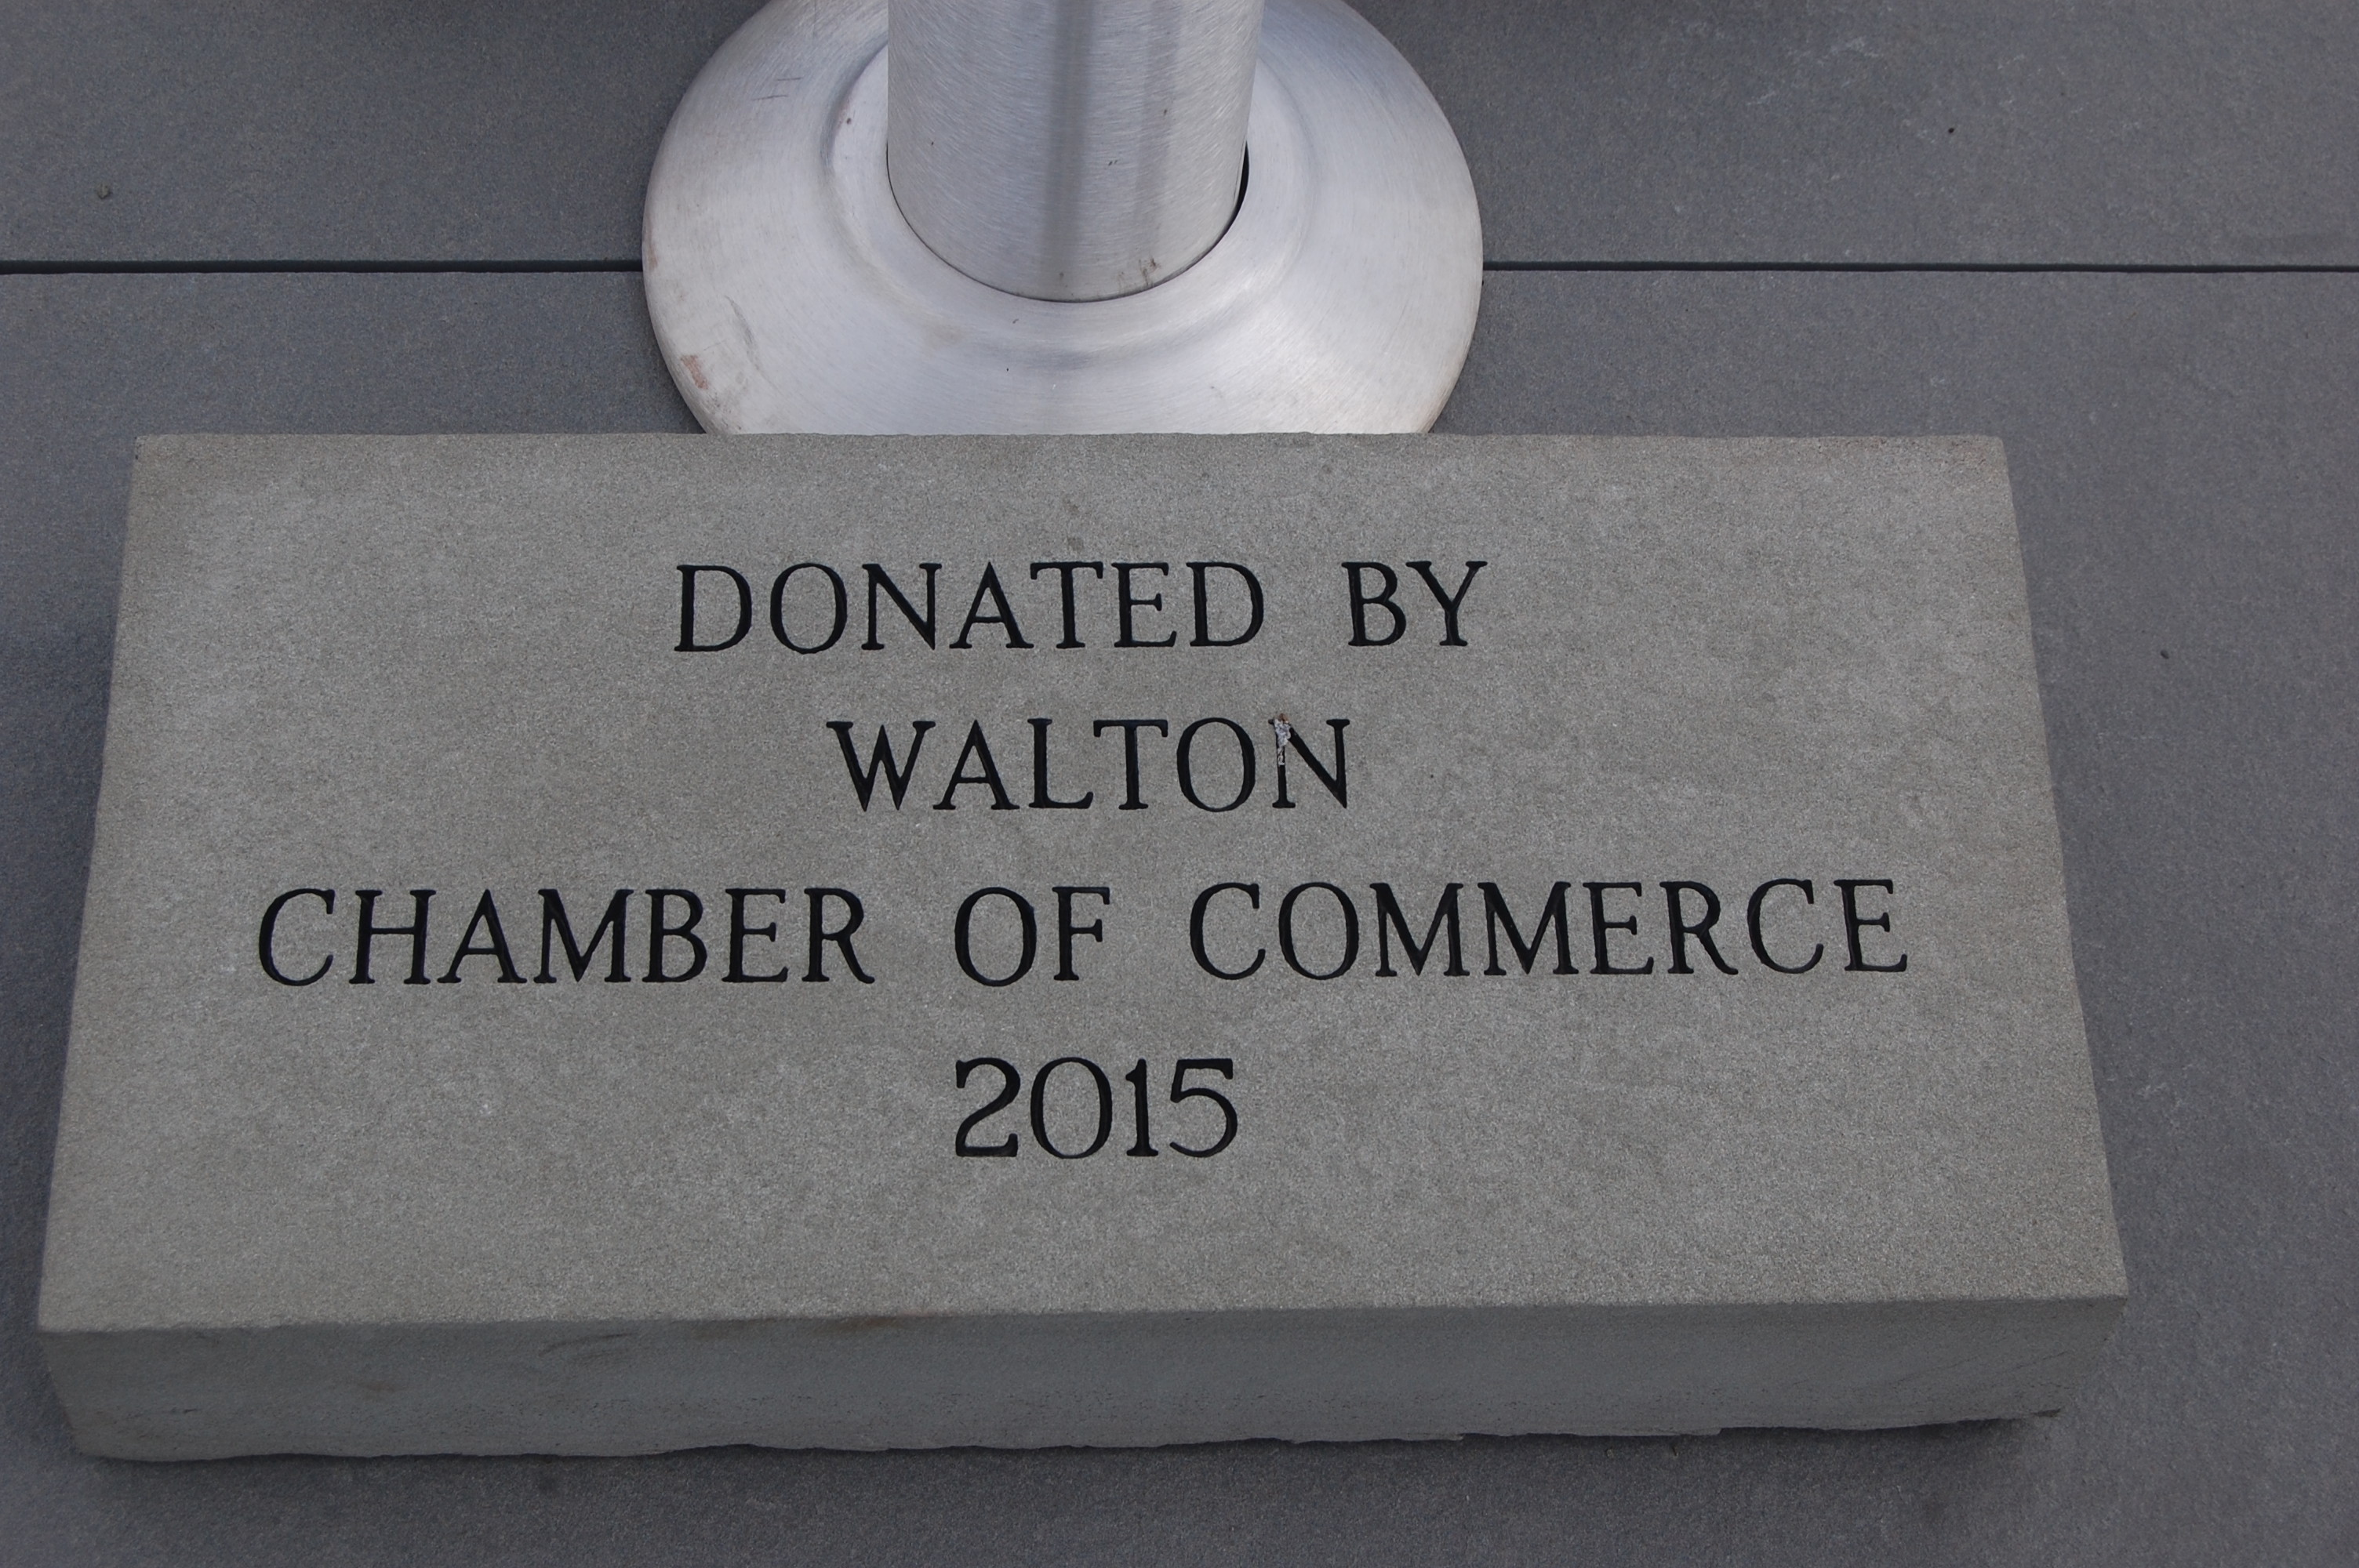 DONATED BY
WALTON
CHAMBER OF COMMERCE
2015